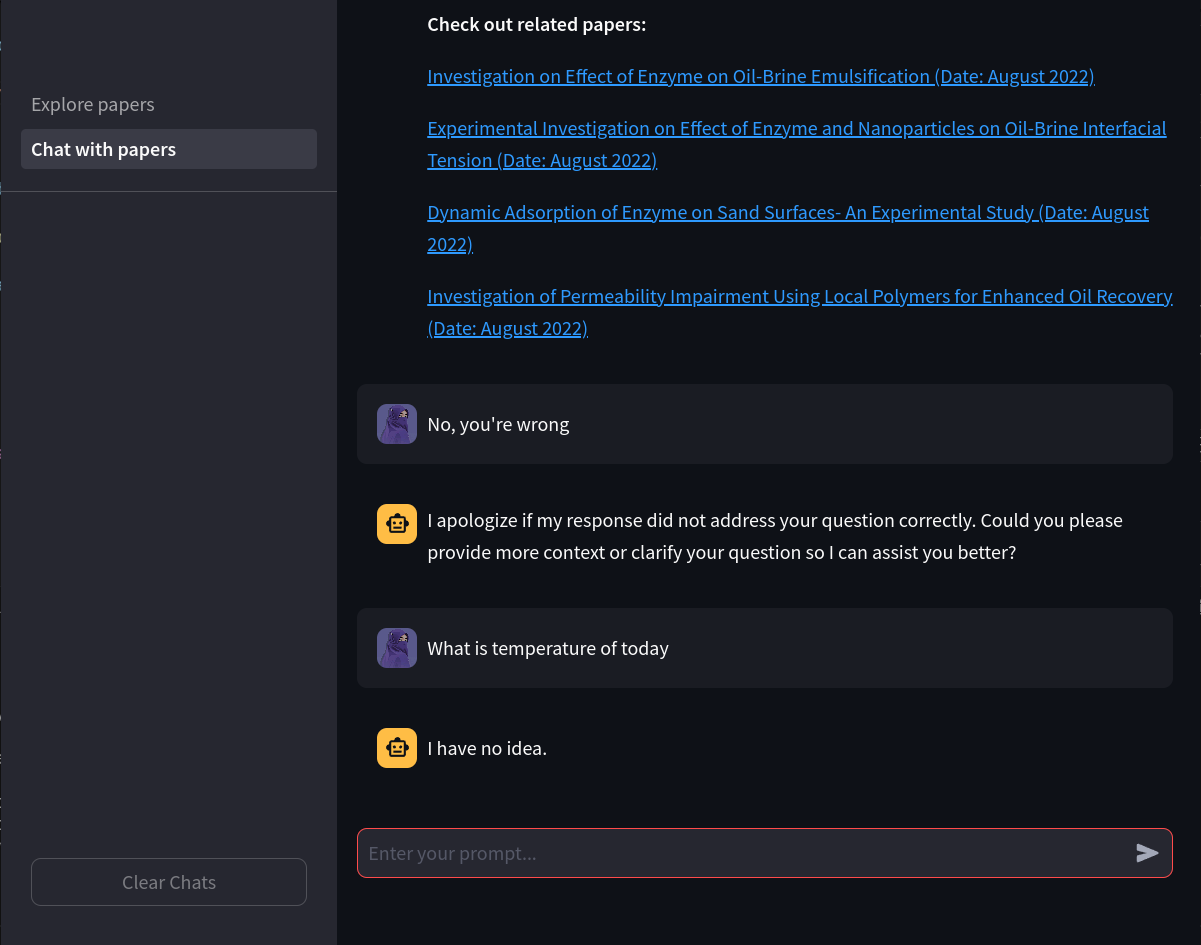 Explore papers
Chat with papers
Clear Chats
Check out related papers:
Investigation on Effect of Enzyme on Oil-Brine Emulsification (Date: August 2022)
Experimental Investigation on Effect of Enzyme and Nanoparticles on Oil-Brine Interfacial
Tension (Date: August 2022)
Dynamic Adsorption of Enzyme on Sand Surfaces- An Experimental Study (Date: August
2022)
Investigation of Permeability Impairment Using Local Polymers for Enhanced Oil Recovery
(Date: August 2022)
No, you're wrong
I apologize if my response did not address your question correctly. Could you please
provide more context or clarify your question so I can assist you better?
What is temperature of today
I have no idea.
Enter your prompt...